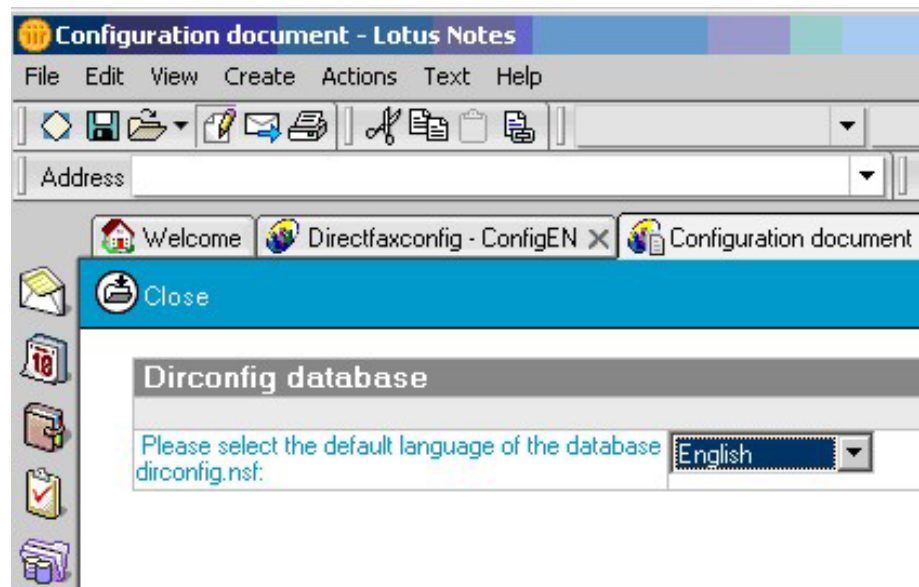 Configuration document - Lotus Notes
File Edit View Create Actions Text Help
Address
Welcome Directfaxconfig - ConfigEN Configuration document
Close
10
Dirconfig database
Please select the default language of the database English
dirconfig.nsf: